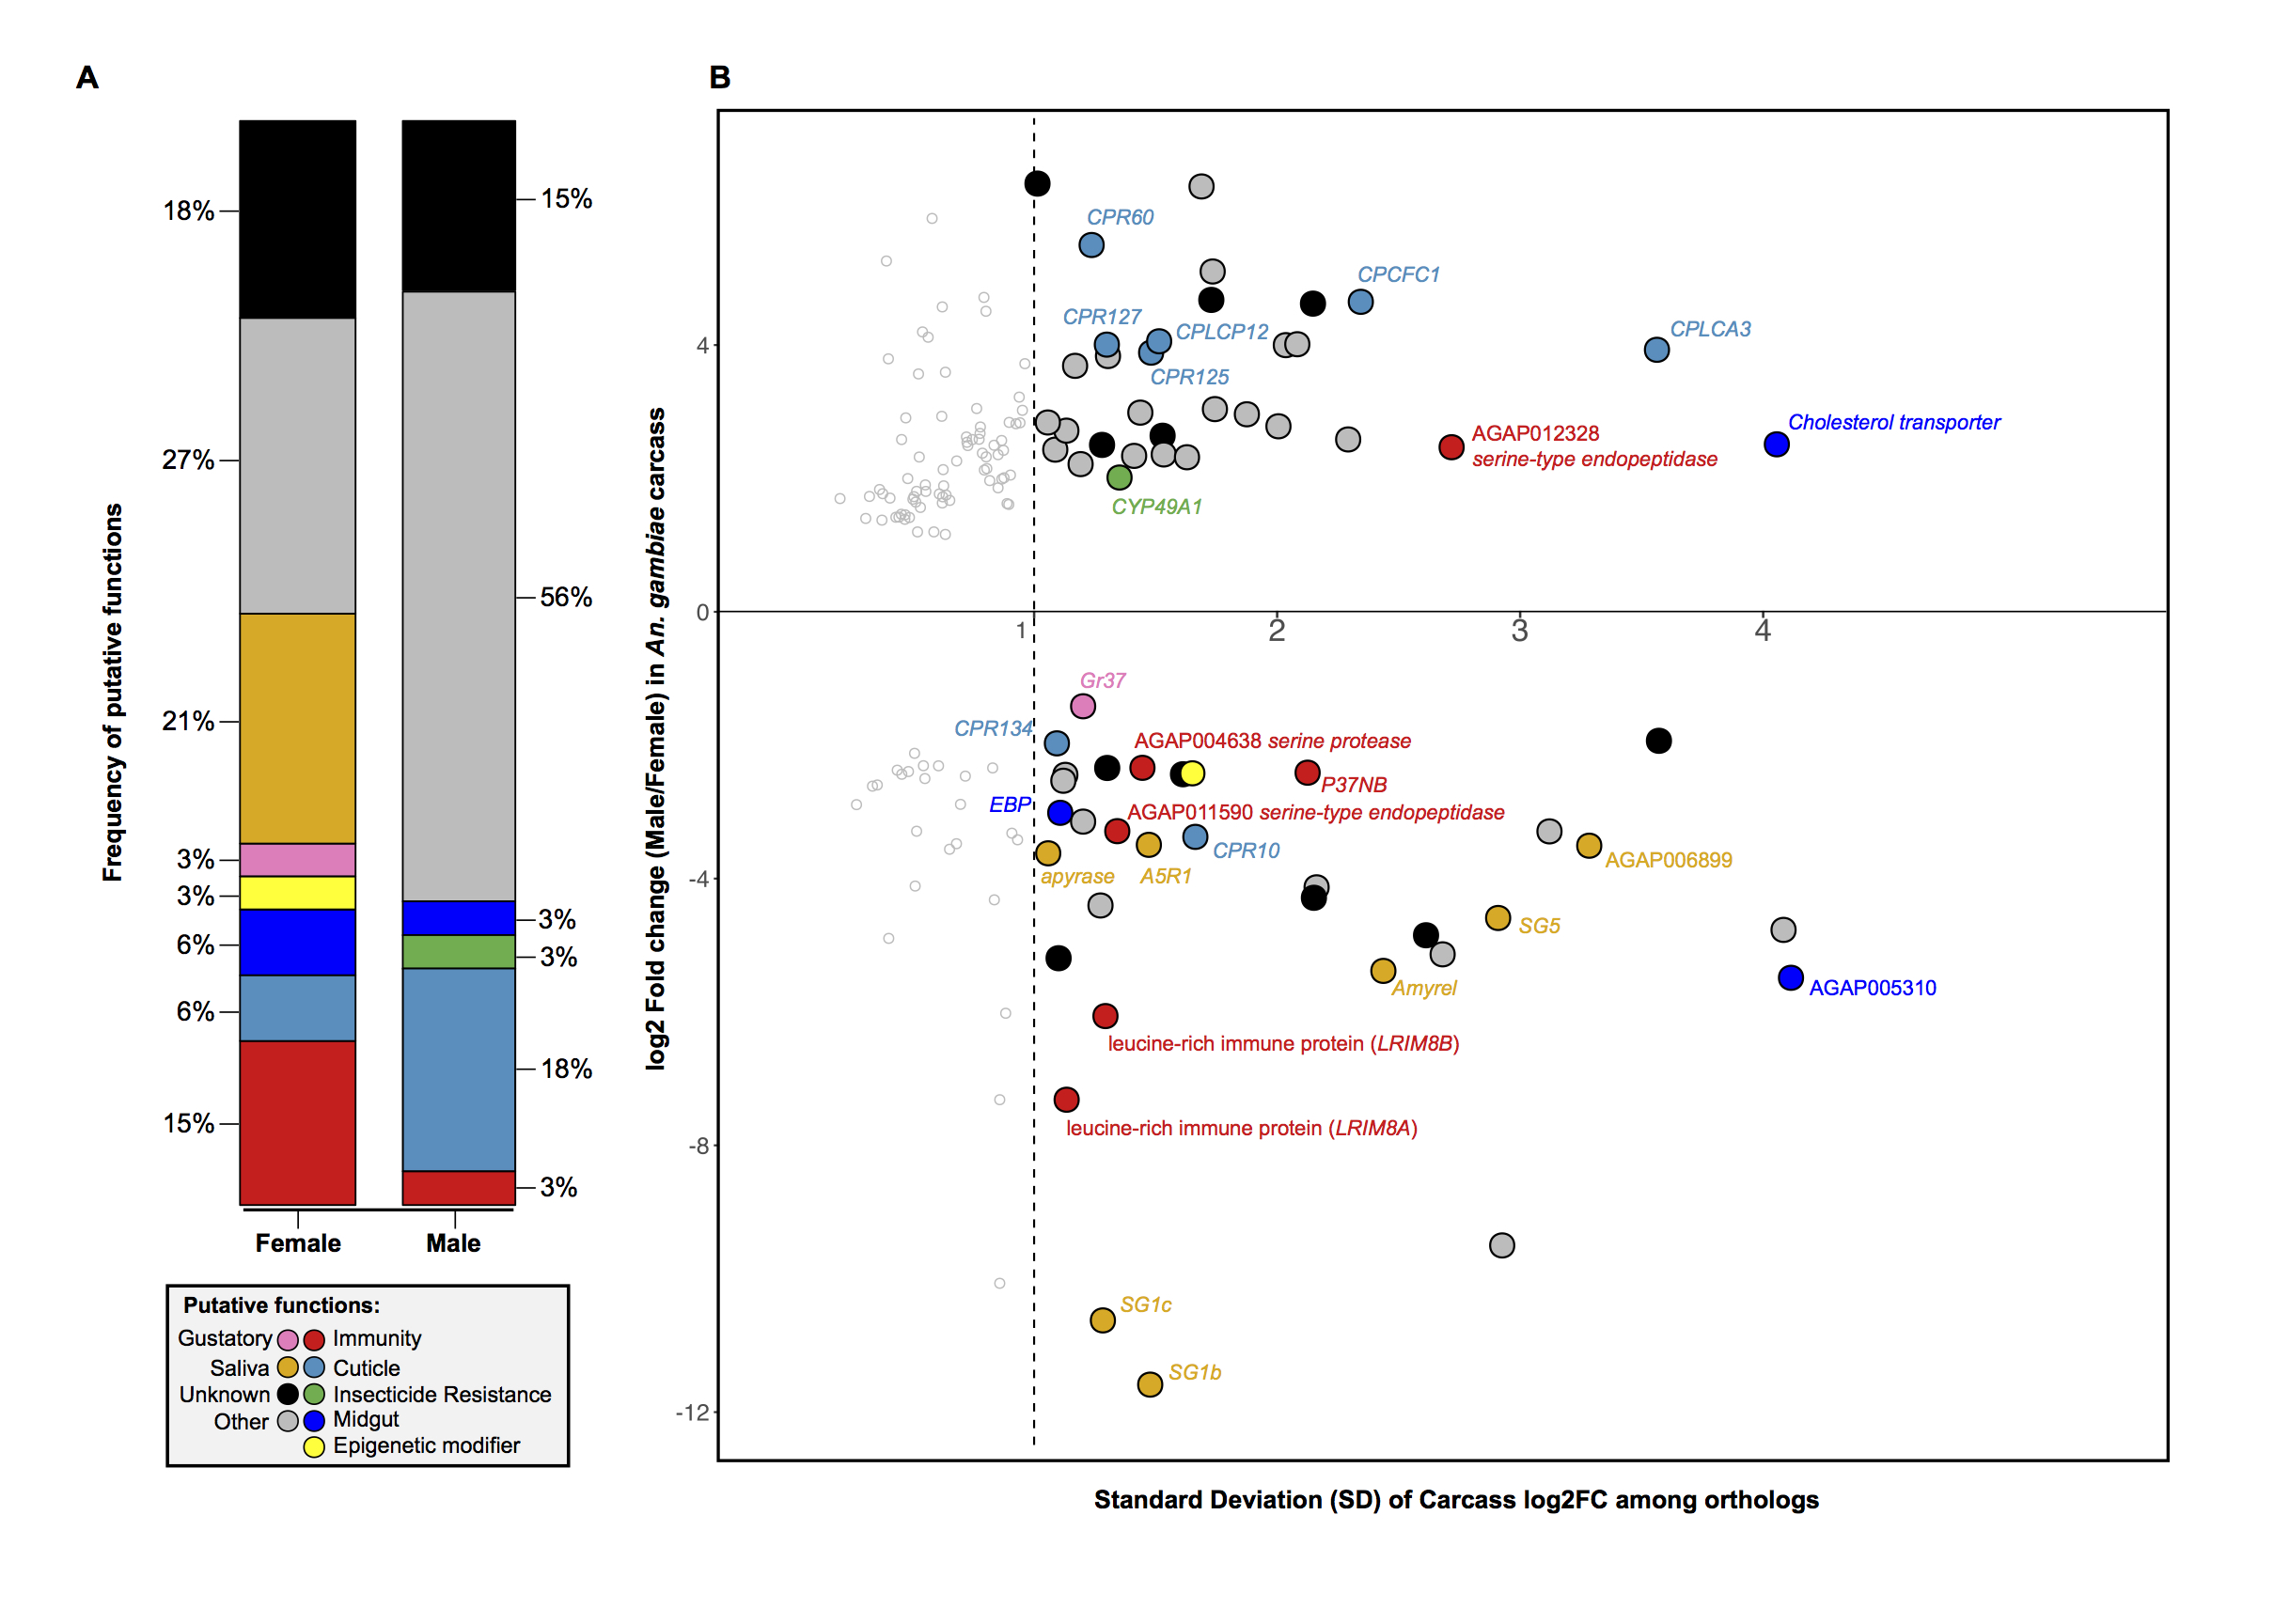 A
B
18%
27%
21%
3%
3%
6%
6%
15%
15%
56%
3%
3%
18%
3%
Frequency of putative functions
Female
Male
Putative functions:
Gustatory
Immunity
Saliva
Cuticle
Unknown
Insecticide Resistance
Other
Midgut
Epigenetic modifier
log2 Fold change (Male/Female) in An. gambiae carcass
4
0
-4
-8
-12
1
2
3
4
CPR60
CPCFC1
CPR127
CPLCP12
CPLCA3
CPR125
Cholesterol transporter
AGAP012328
serine-type endopeptidase
CYP49A1
Gr37
CPR134
AGAP004638 serine protease
P37NB
EBP
AGAP011590 serine-type endopeptidase
CPR10
AGAP006899
apyrase
A5R1
SG5
Amyrel
AGAP005310
leucine-rich immune protein (LRIM8B)
leucine-rich immune protein (LRIM8A)
SG1c
SG1b
Standard Deviation (SD) of Carcass log2FC among orthologs